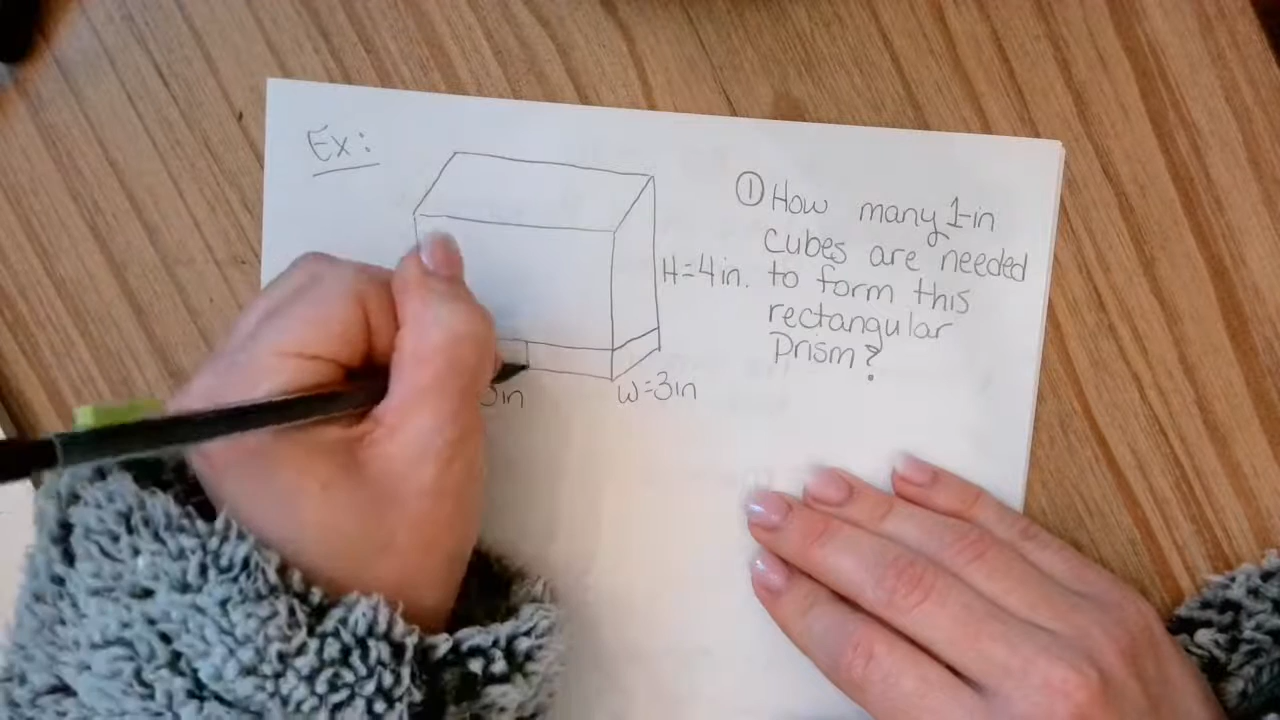 Ex:
① How many 1-in
cubes are needed
H=4in. to form this
rectangular
Prism?
W=3in